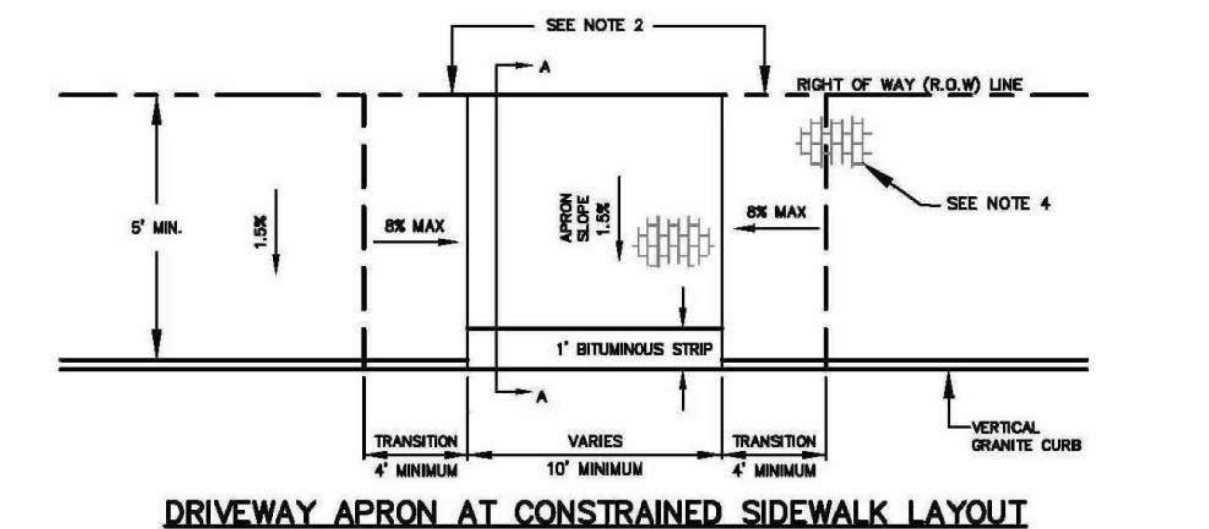 SEE NOTE 2
A
RIGHT OF WAY (R.O.W) LINE
5' MIN.
1.5%
8% MAX
APRON
SLOPE
1.5%
8% MAX
SEE NOTE 4
1' BITUMINOUS STRIP
A
VERTICAL
GRANITE CURB
TRANSITION
4' MINIMUM
VARIES
10' MINIMUM
TRANSITION
4' MINIMUM
DRIVEWAY APRON AT CONSTRAINED SIDEWALK LAYOUT